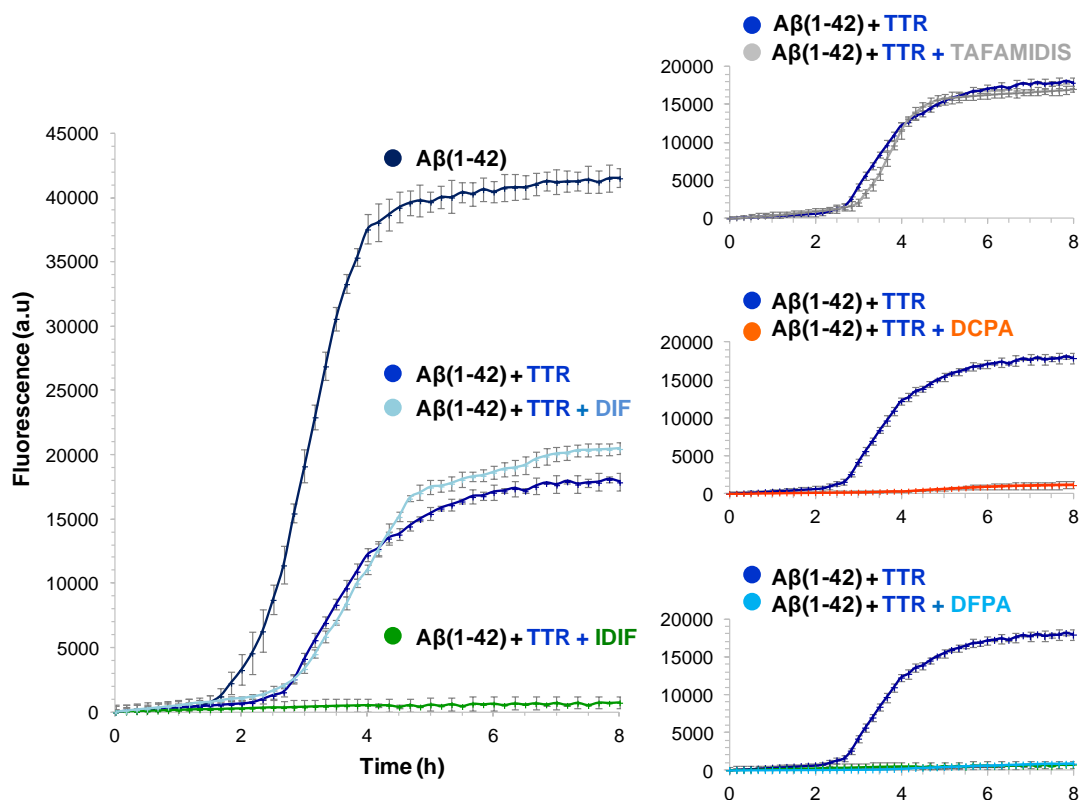 Fluorescence (a.u)
45000
40000
35000
30000
25000
20000
15000
10000
5000
0
Aβ(1-42)
Aβ(1-42) + TTR
Aβ(1-42) + TTR + DIF
Aβ(1-42) + TTR + IDIF
0 2 4 6 8
Time (h)
Aβ(1-42) + TTR
Aβ(1-42) + TTR + TAFAMIDIS
20000
15000
10000
5000
0
0 2 4 6 8
Aβ(1-42) + TTR
Aβ(1-42) + TTR + DCPA
20000
15000
10000
5000
0
0 2 4 6 8
Aβ(1-42) + TTR
Aβ(1-42) + TTR + DFPA
20000
15000
10000
5000
0
0 2 4 6 8